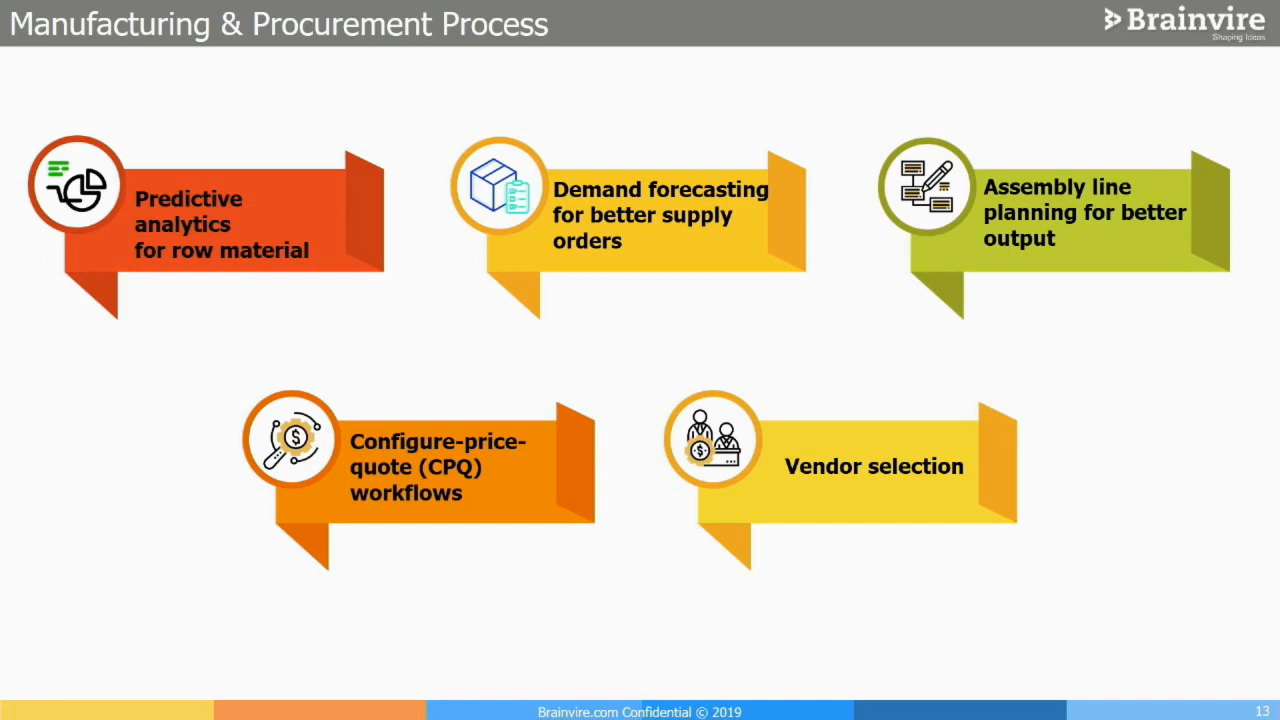 Manufacturing & Procurement Process
Brainvire
Shaping Ideas
Predictive
analytics
for row material
Demand forecasting
for better supply
orders
Assembly line
planning for better
output
Configure-price-
quote (CPQ)
workflows
Vendor selection
Brainvire.com Confidential © 2019
13